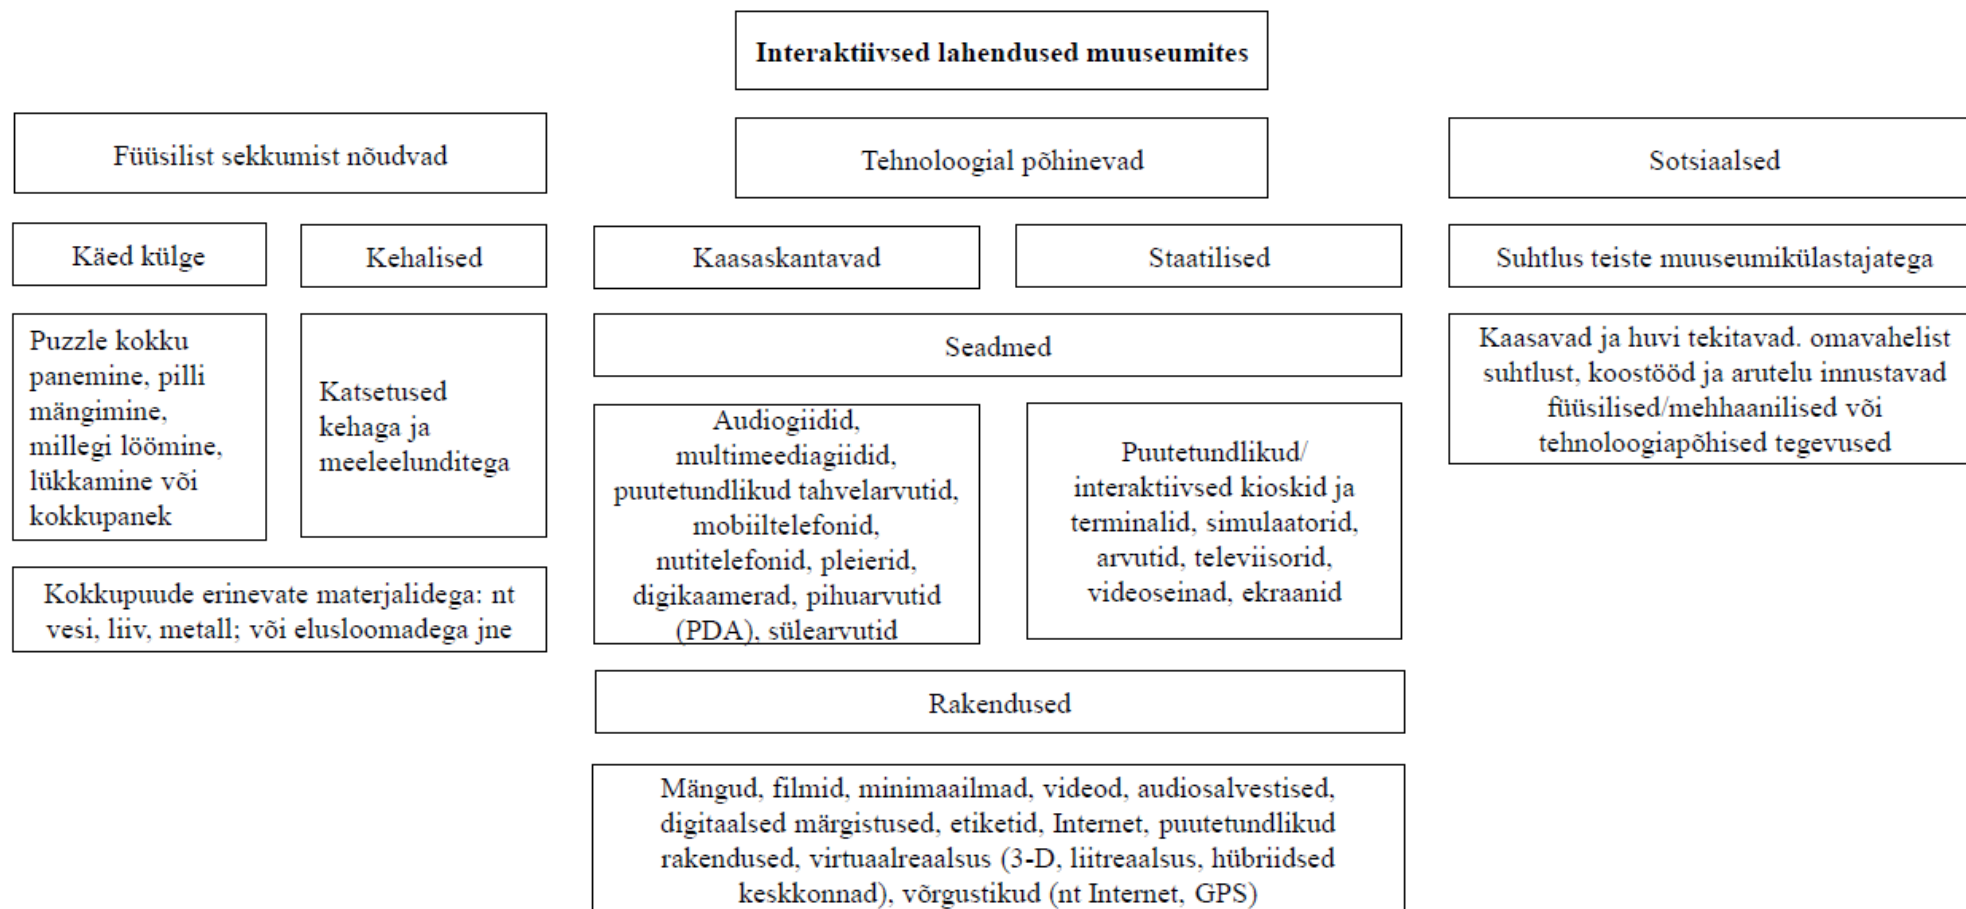 Interaktiivsed lahendused muuseumites
Füüsilist sekkumist nõudvad
Tehnoloogial põhinevad
Sotsiaalsed
Käed külge
Kehalised
Kaasaskantavad
Staatilised
Suhtlus teiste muuseumikülastajatega
Puzzle kokku
panemine, pilli
mängimine,
millegi löömine,
lükkamine või
kokkupanek
Katsetused
kehaga ja
meeleelunditega
Seadmed
Kaasavad ja huvi tekitavad. omavahelist
suhtlust, koostööd ja arutelu innustavad
füüsilised/mehhaanilised või
tehnoloogiapõhised tegevused
Audiogiidid,
multimeediagiidid,
puutetundlikud tahvelarvutid,
mobiiltelefonid,
nutitelefonid, pleierid,
digikaamerad, pihuarvutid
(PDA), sülearvutid
Puutetundlikud/
interaktiivsed kioskid ja
terminalid, simulaatorid,
arvutid, televiisorid,
videoseinad, ekraanid
Kokkupuude erinevate materjalidega: nt
vesi, liiv, metall; või elusloomadega jne
Rakendused
Mängud, filmid, minimaailmad, videod, audiosalvestised,
digitaalsed märgistused, etiketid, Internet, puutetundlikud
rakendused, virtuaalreaalsus (3-D, liitreaalsus, hübriidsed
keskkonnad), võrgustikud (nt Internet, GPS)